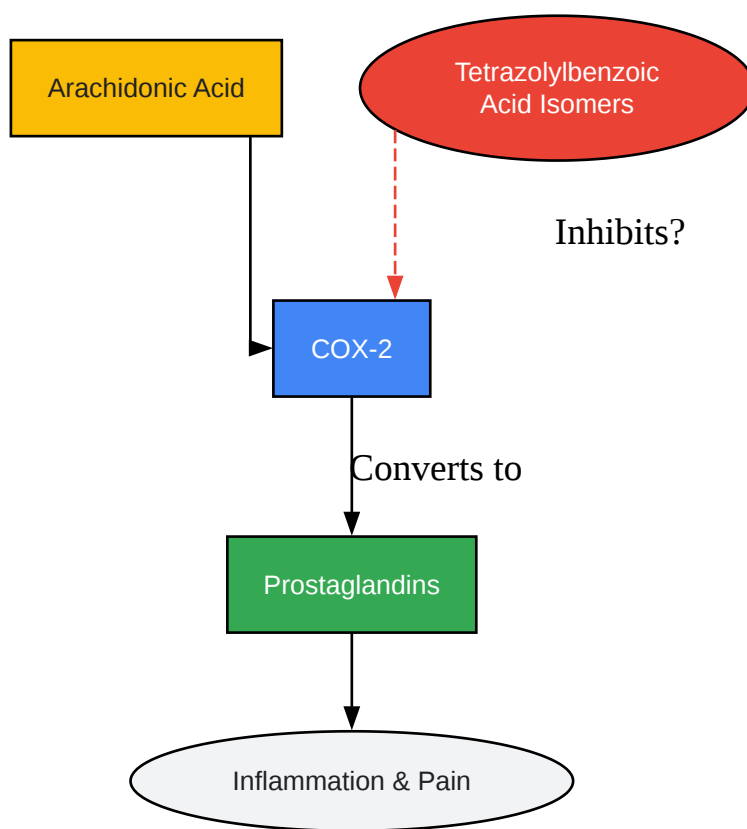 Arachidonic Acid
Tetrazolylbenzoic
Acid Isomers
Inhibits?
COX-2
Converts to
Prostaglandins
Inflammation & Pain